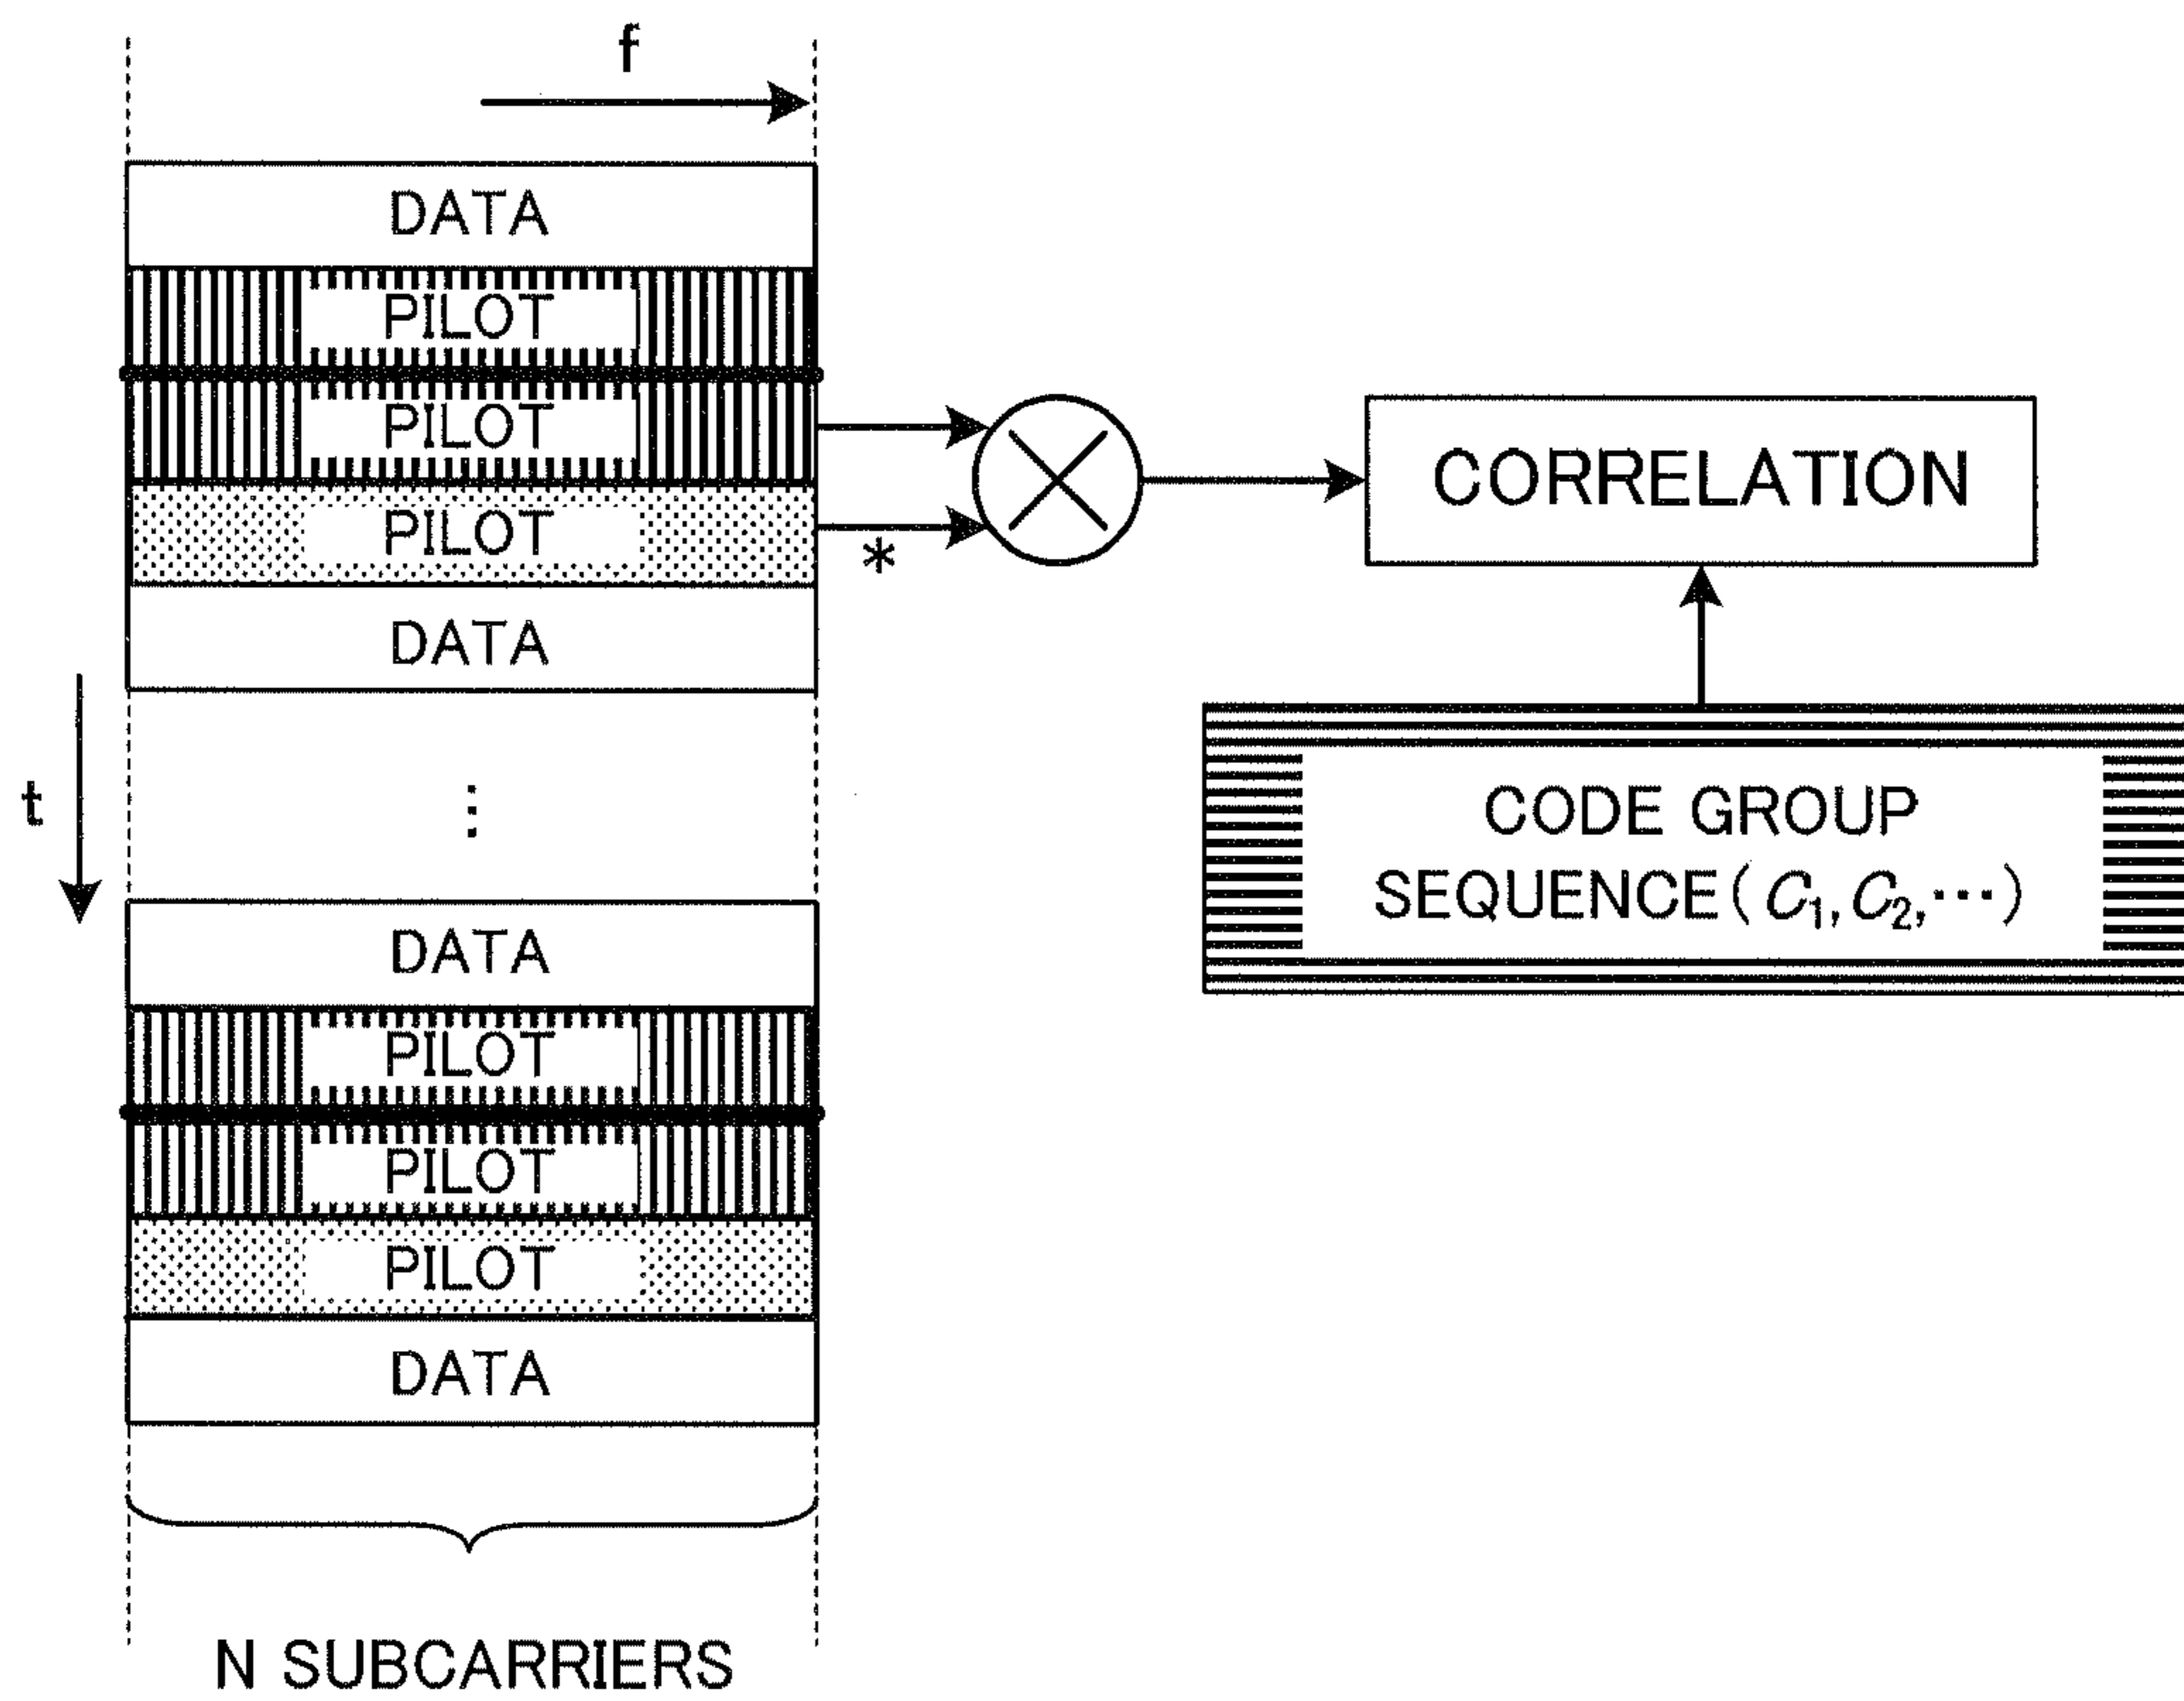 f
DATA
PILOT
PILOT
PILOT
*
DATA
CORRELATION
t
⋮
CODE GROUP
SEQUENCE(C₁,C₂,⋯)
DATA
PILOT
PILOT
PILOT
DATA
N SUBCARRIERS